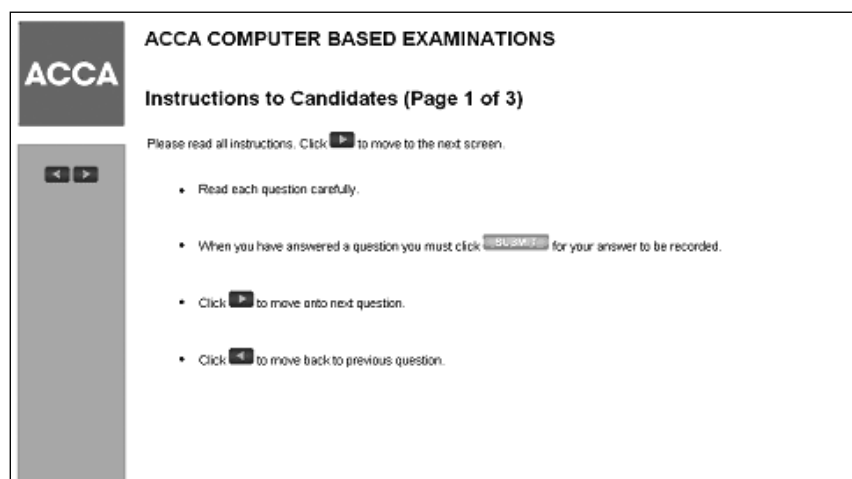 ACCA COMPUTER BASED EXAMINATIONS
ACCA
Instructions to Candidates (Page 1 of 3)
Please read all instructions. Click to move to the next screen.
Read each question carefully.
When you have answered a question you must click SUBMIT for your answer to be recorded.
Click to move onto next question.
Click to move back to previous question.